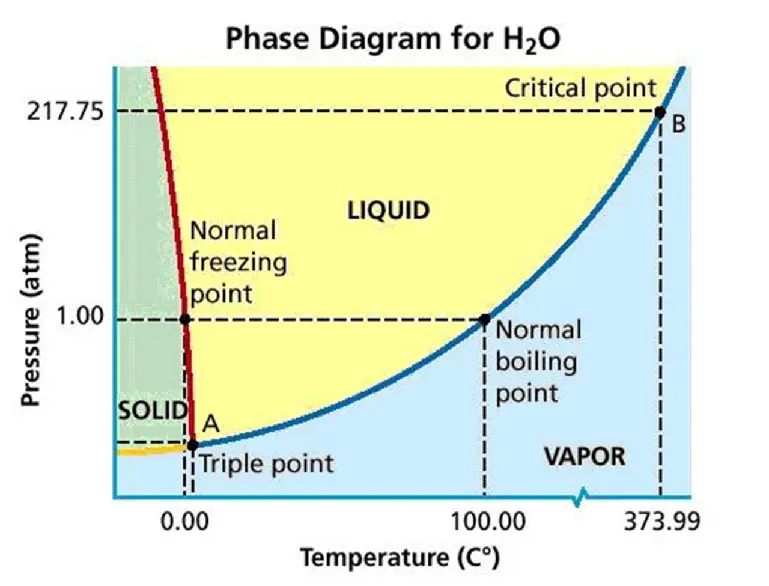 Phase Diagram for H₂O
Critical point
217.75
B
LIQUID
Normal
freezing
point
1.00
Normal
boiling
point
Pressure (atm)
SOLID
A
Triple point
VAPOR
0.00
100.00
373.99
Temperature (C°)